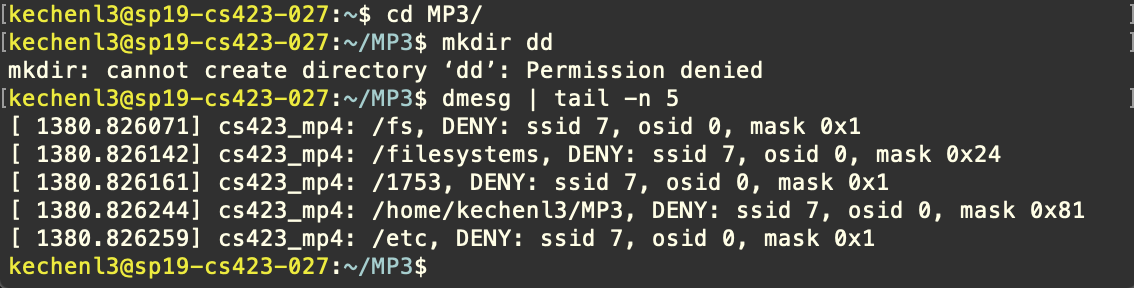 [kechenl3@sp19-cs423-027:~$ cd MP3/ ]
[kechenl3@sp19-cs423-027:~/MP3$ mkdir dd ]
mkdir: cannot create directory ‘dd’: Permission denied
[kechenl3@sp19-cs423-027:~/MP3$ dmesg | tail -n 5 ]
[ 1380.826071] cs423_mp4: /fs, DENY: ssid 7, osid 0, mask 0x1
[ 1380.826142] cs423_mp4: /filesystems, DENY: ssid 7, osid 0, mask 0x24
[ 1380.826161] cs423_mp4: /1753, DENY: ssid 7, osid 0, mask 0x1
[ 1380.826244] cs423_mp4: /home/kechenl3/MP3, DENY: ssid 7, osid 0, mask 0x81
[ 1380.826259] cs423_mp4: /etc, DENY: ssid 7, osid 0, mask 0x1
kechenl3@sp19-cs423-027:~/MP3$